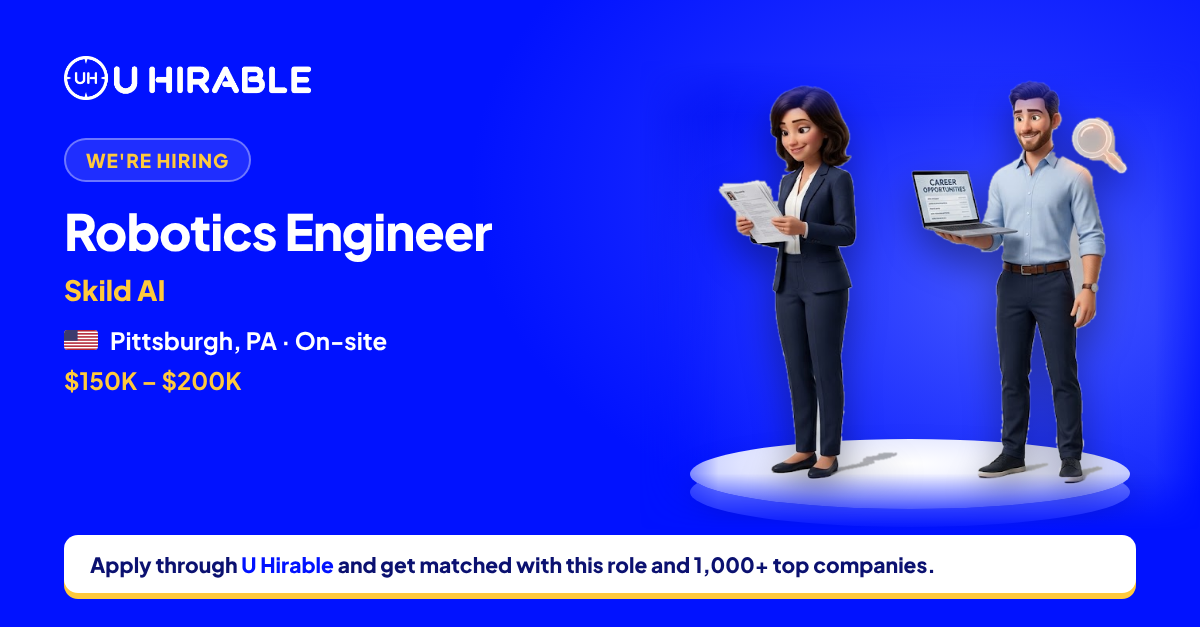 UH U HIRABLE
WE'RE HIRING
Robotics Engineer
Skild AI
Pittsburgh, PA · On-site
$150K – $200K
CAREER
OPPORTUNITIES
Apply through U Hirable and get matched with this role and 1,000+ top companies.